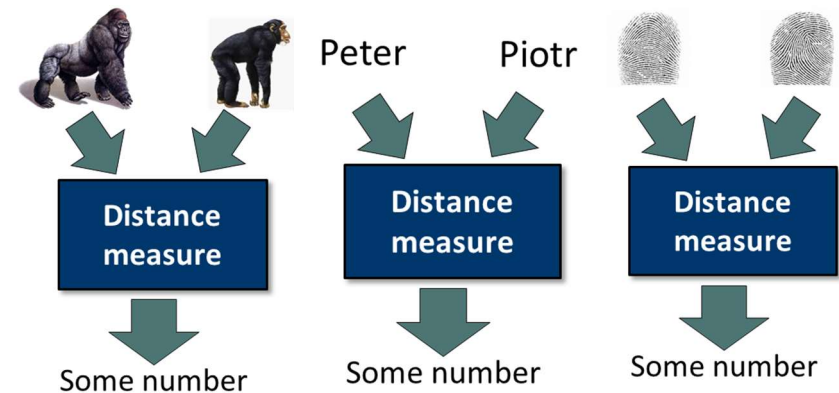 Peter
Piotr
Distance
measure
Distance
measure
Distance
measure
Some number
Some number
Some number